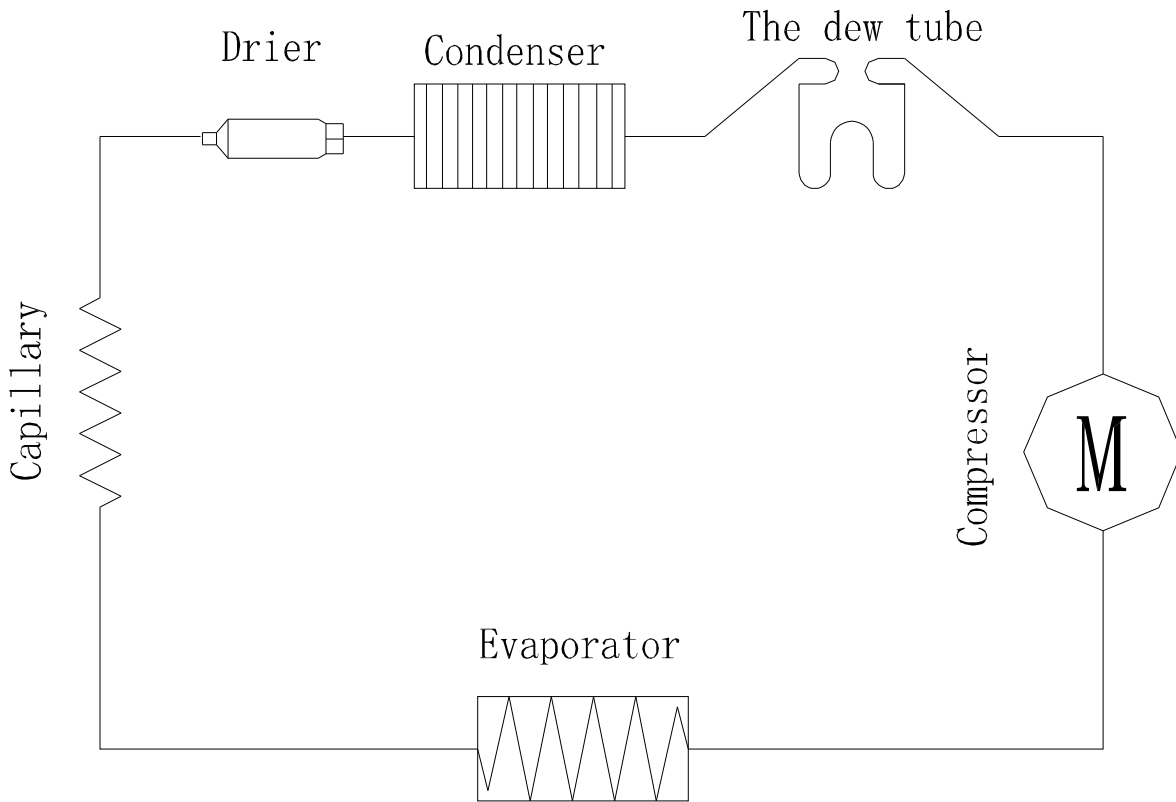 The dew tube
Drier
Condenser
Capillary
Compressor
M
Evaporator